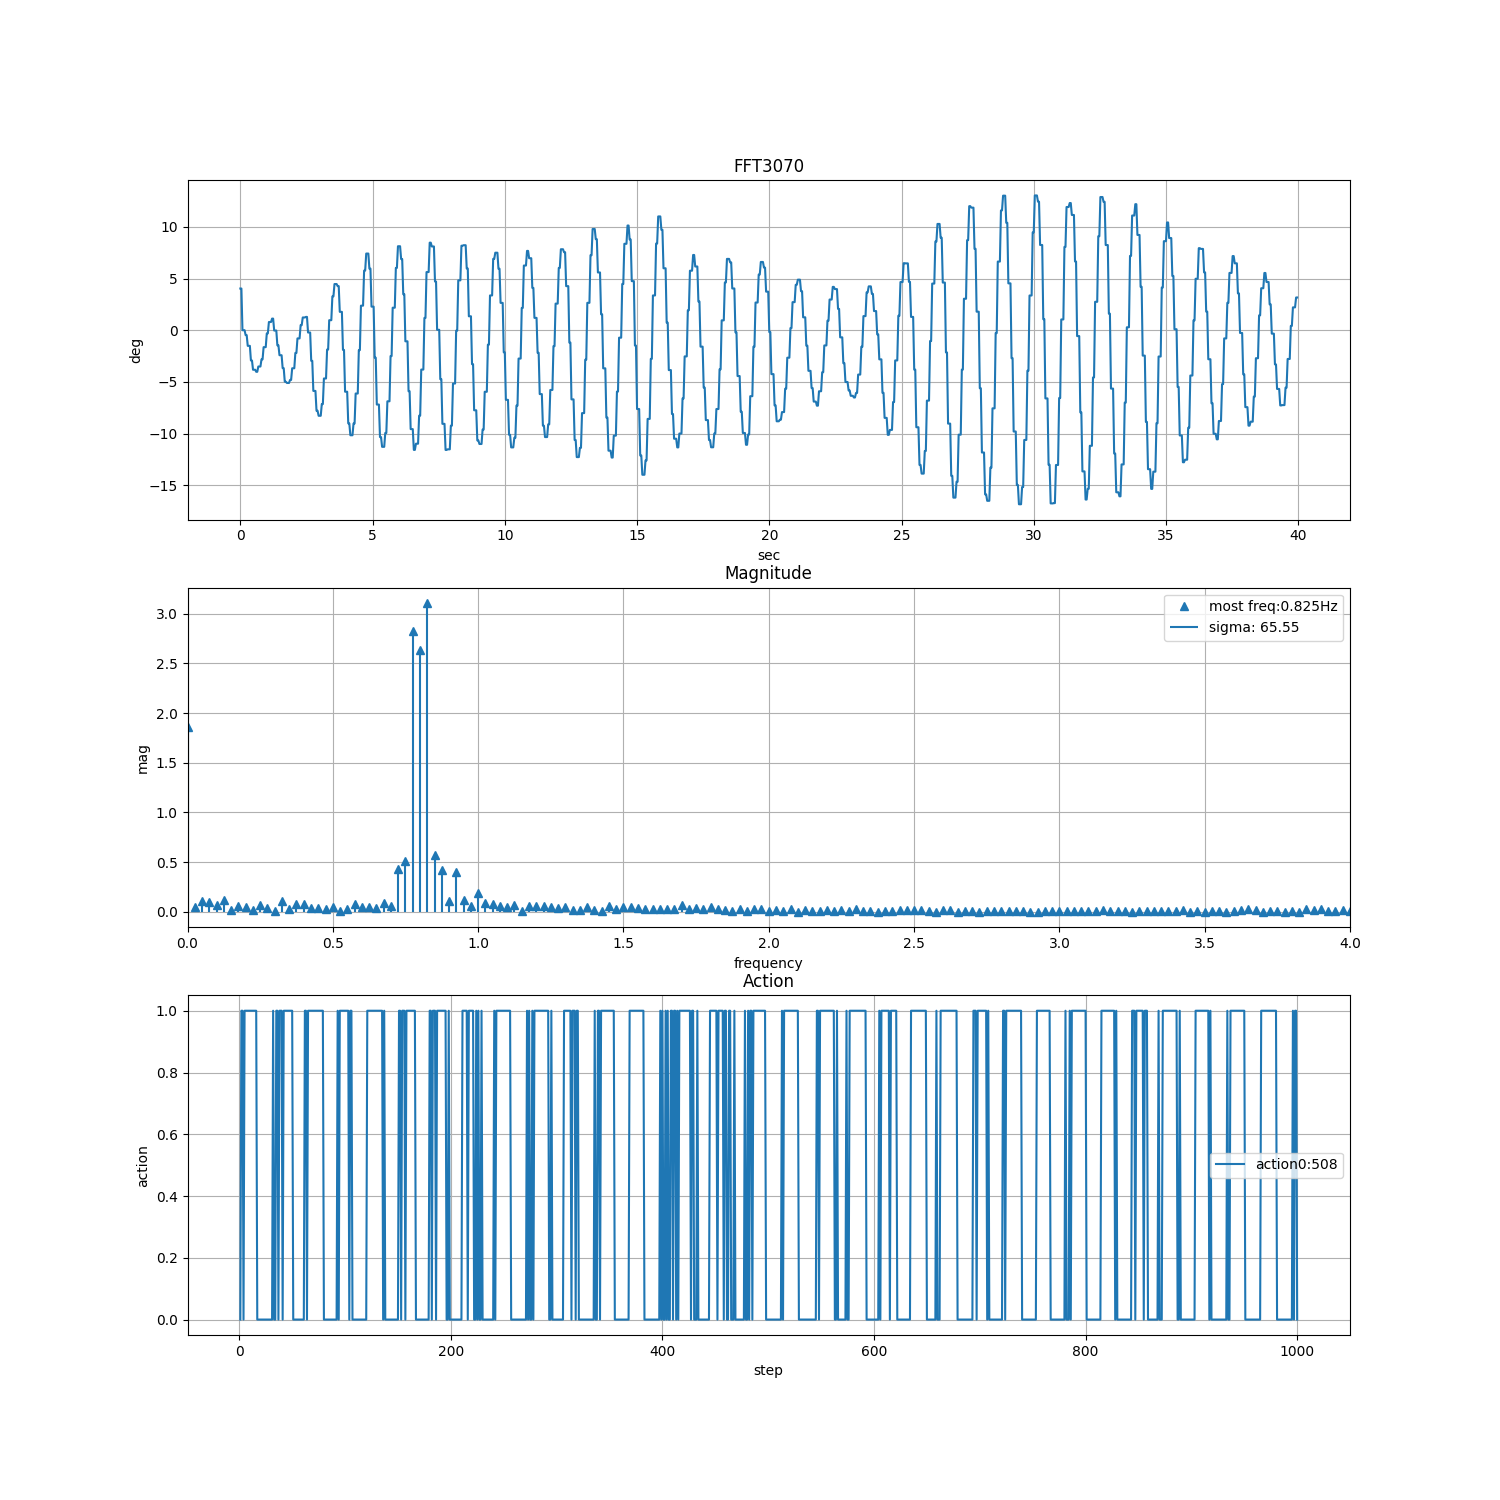 FFT3070
10
5
0
−5
−10
−15
deg
0 5 10 15 20 25 30 35 40
sec
Magnitude
3.0
2.5
2.0
1.5
1.0
0.5
0.0
mag
most freq:0.825Hz
sigma: 65.55
0.0 0.5 1.0 1.5 2.0 2.5 3.0 3.5 4.0
frequency
Action
1.0
0.8
0.6
0.4
0.2
0.0
action
action0:508
0 200 400 600 800 1000
step